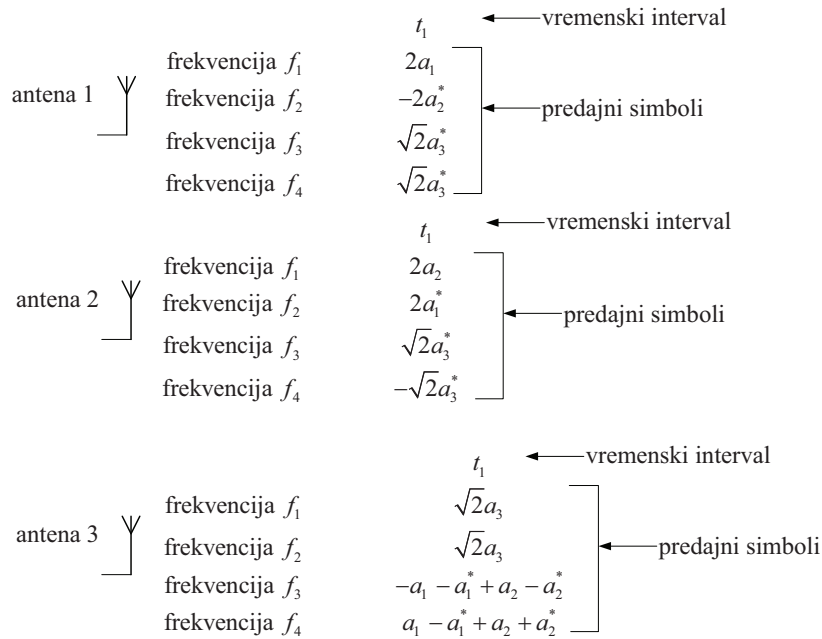 t₁ vremenski interval
frekvencija f₁ 2a₁
antena 1 frekvencija f₂ −2a₂* predajni simboli
frekvencija f₃ √2a₃*
frekvencija f₄ √2a₃*
t₁ vremenski interval
frekvencija f₁ 2a₂
antena 2 frekvencija f₂ 2a₁* predajni simboli
frekvencija f₃ √2a₃*
frekvencija f₄ −√2a₃*
t₁ vremenski interval
frekvencija f₁ √2a₃
antena 3 frekvencija f₂ √2a₃ predajni simboli
frekvencija f₃ −a₁ − a₁* + a₂ − a₂*
frekvencija f₄ a₁ − a₁* + a₂ + a₂*